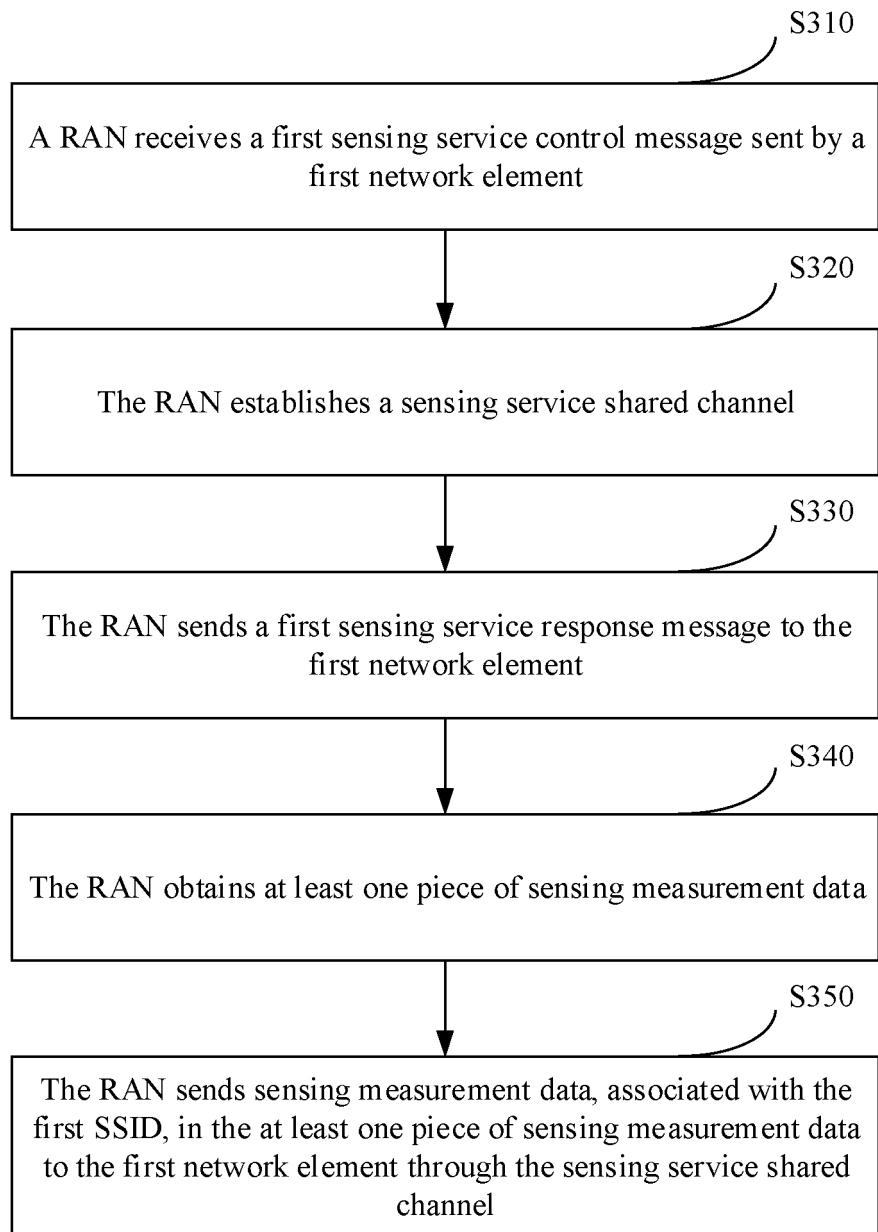 S310
A RAN receives a first sensing service control message sent by a
first network element
S320
The RAN establishes a sensing service shared channel
S330
The RAN sends a first sensing service response message to the
first network element
S340
The RAN obtains at least one piece of sensing measurement data
S350
The RAN sends sensing measurement data, associated with the
first SSID, in the at least one piece of sensing measurement data
to the first network element through the sensing service shared
channel